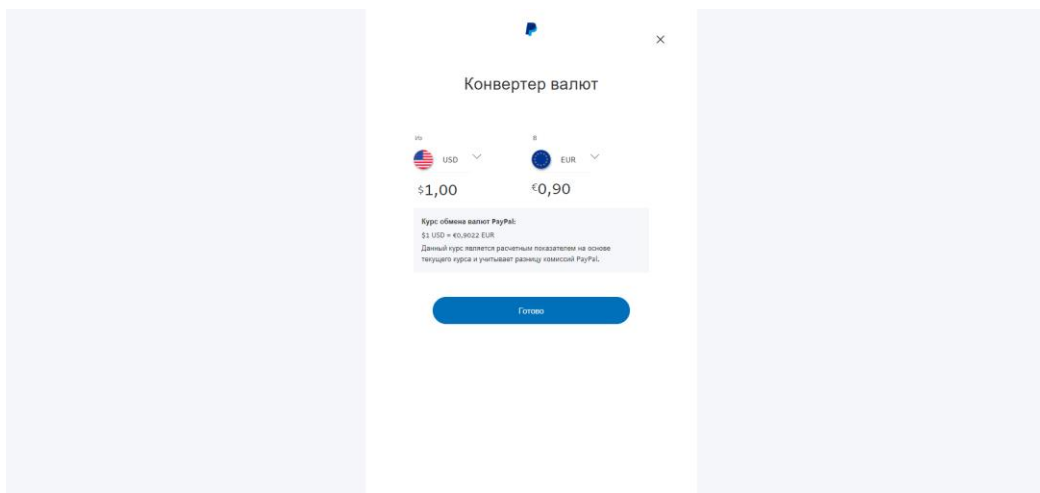 Конвертер валют
Из
В
USD
EUR
$1,00
€0,90
Курс обмена валют PayPal:
$1 USD = €0,9022 EUR
Данный курс является расчетным показателем на основе
текущего курса и учитывает разницу комиссий PayPal.
Готово